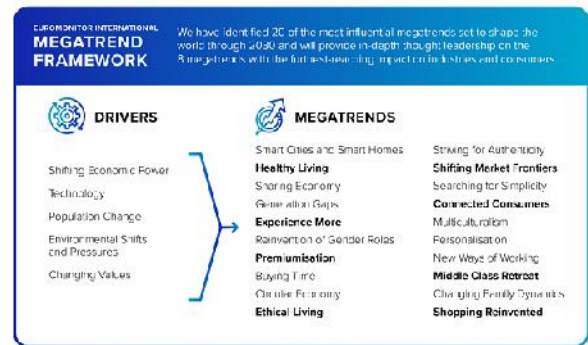 EUROMONITOR INTERNATIONAL
MEGATREND
FRAMEWORK
We have identified 20 of the most influential megatrends set to shape the
world through 2030 and will provide in-depth thought leadership on the
8 megatrends with the furthest-reaching impact on industries and consumers
DRIVERS
Shifting Economic Power
Technology
Population Change
Environmental Shifts
and Pressures
Changing Values
MEGATRENDS
Smart Cities and Smart Homes
Healthy Living
Sharing Economy
Generation Gaps
Experience More
Reinvention of Gender Roles
Premiumisation
Buying Time
Circular Economy
Ethical Living
Striving for Authenticity
Shifting Market Frontiers
Searching for Simplicity
Connected Consumers
Multiculturalism
Personalisation
New Ways of Working
Middle Class Retreat
Changing Family Dynamics
Shopping Reinvented